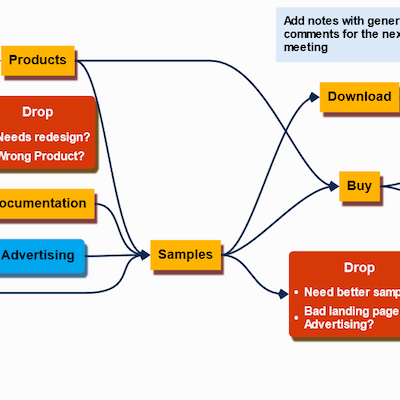 Add notes with gener
comments for the nex
meeting
Products
Download
Drop
Needs redesign?
Wrong Product?
Buy
ocumentation
Advertising
Samples
Drop
• Need better samp
• Bad landing page
Advertising?